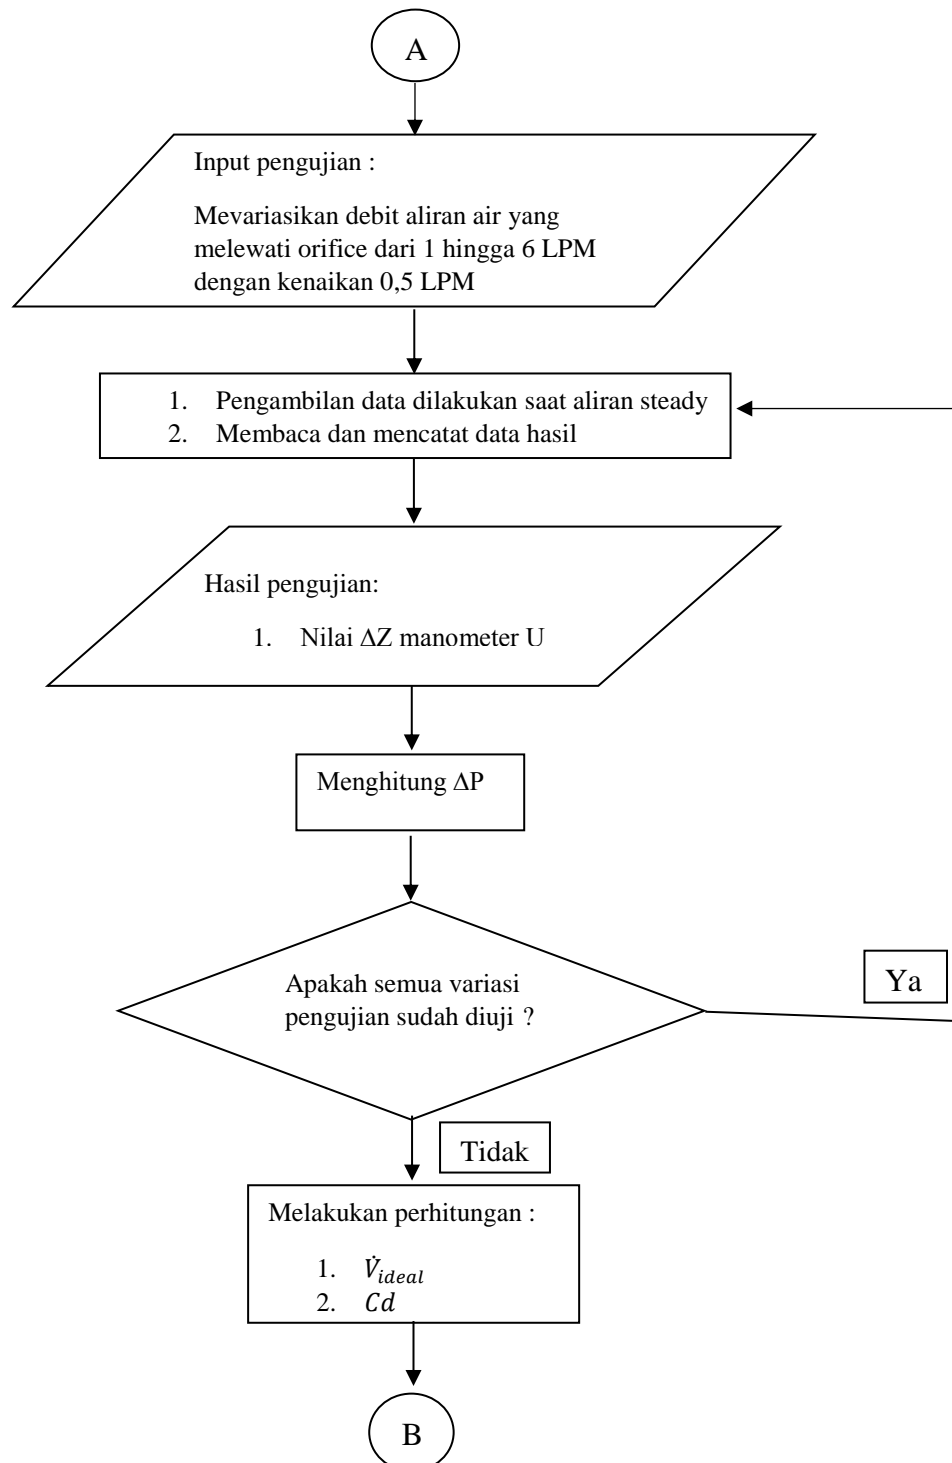 A
Input pengujian :
Mevariasikan debit aliran air yang
melewati orifice dari 1 hingga 6 LPM
dengan kenaikan 0,5 LPM
1. Pengambilan data dilakukan saat aliran steady
2. Membaca dan mencatat data hasil
Hasil pengujian:
1. Nilai ΔZ manometer U
Menghitung ΔP
Apakah semua variasi
pengujian sudah diuji ?
Ya
Tidak
Melakukan perhitungan :
1. V̇ideal
2. Cd
B